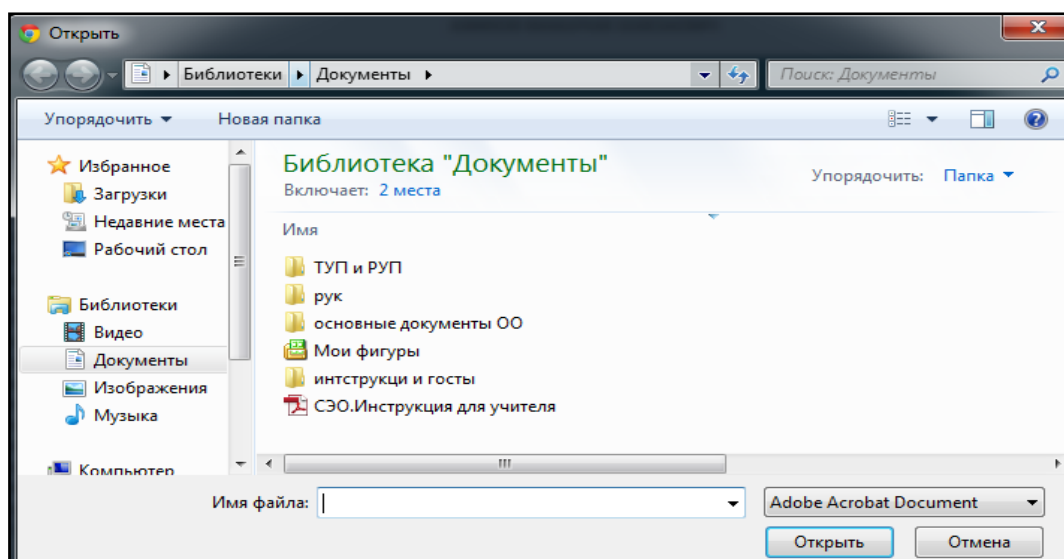 Открыть
Библиотеки Документы
Поиск: Документы
Упорядочить Новая папка
Избранное
Загрузки
Недавние места
Рабочий стол
Библиотеки
Видео
Документы
Изображения
Музыка
Компьютер
Библиотека "Документы"
Включает: 2 места
Упорядочить: Папка
Имя
ТУП и РУП
рук
основные документы ОО
Мои фигуры
интструкци и госты
СЭО.Инструкция для учителя
Имя файла:
Adobe Acrobat Document
Открыть Отмена